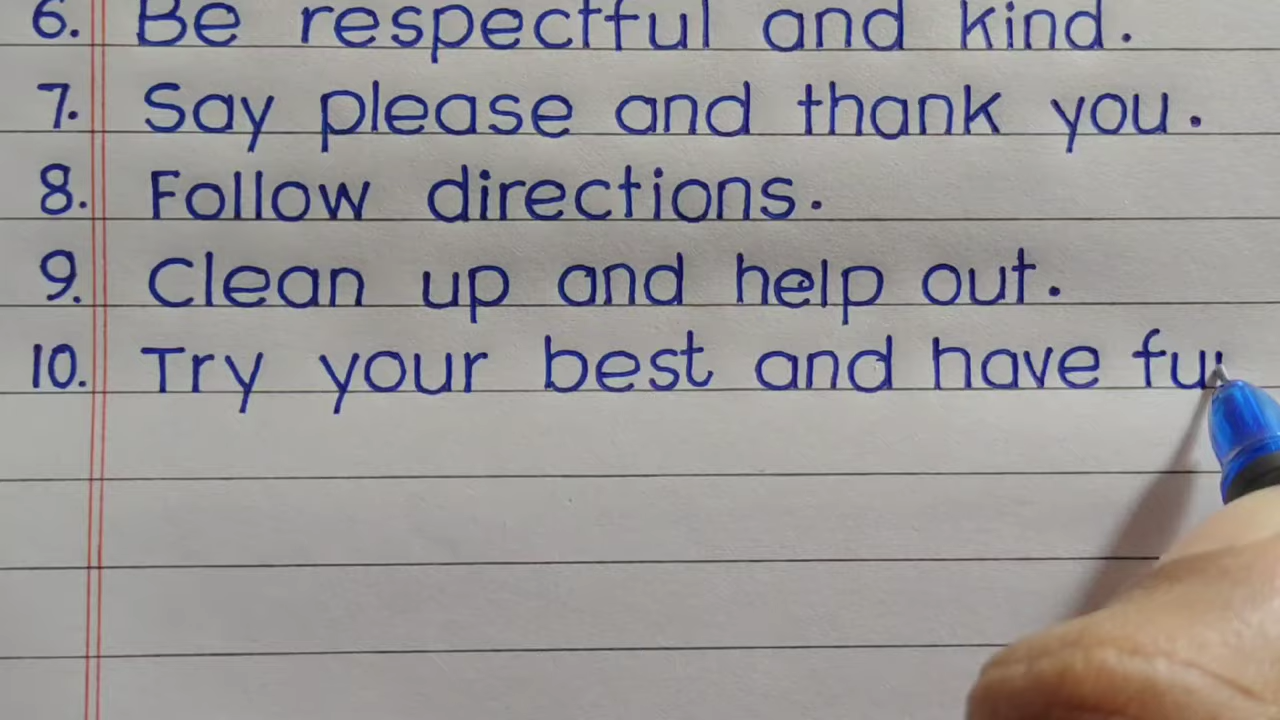 6. Be respectful and kind.
7. Say please and thank you.
8. Follow directions.
9. Clean up and help out.
10. Try your best and have fu